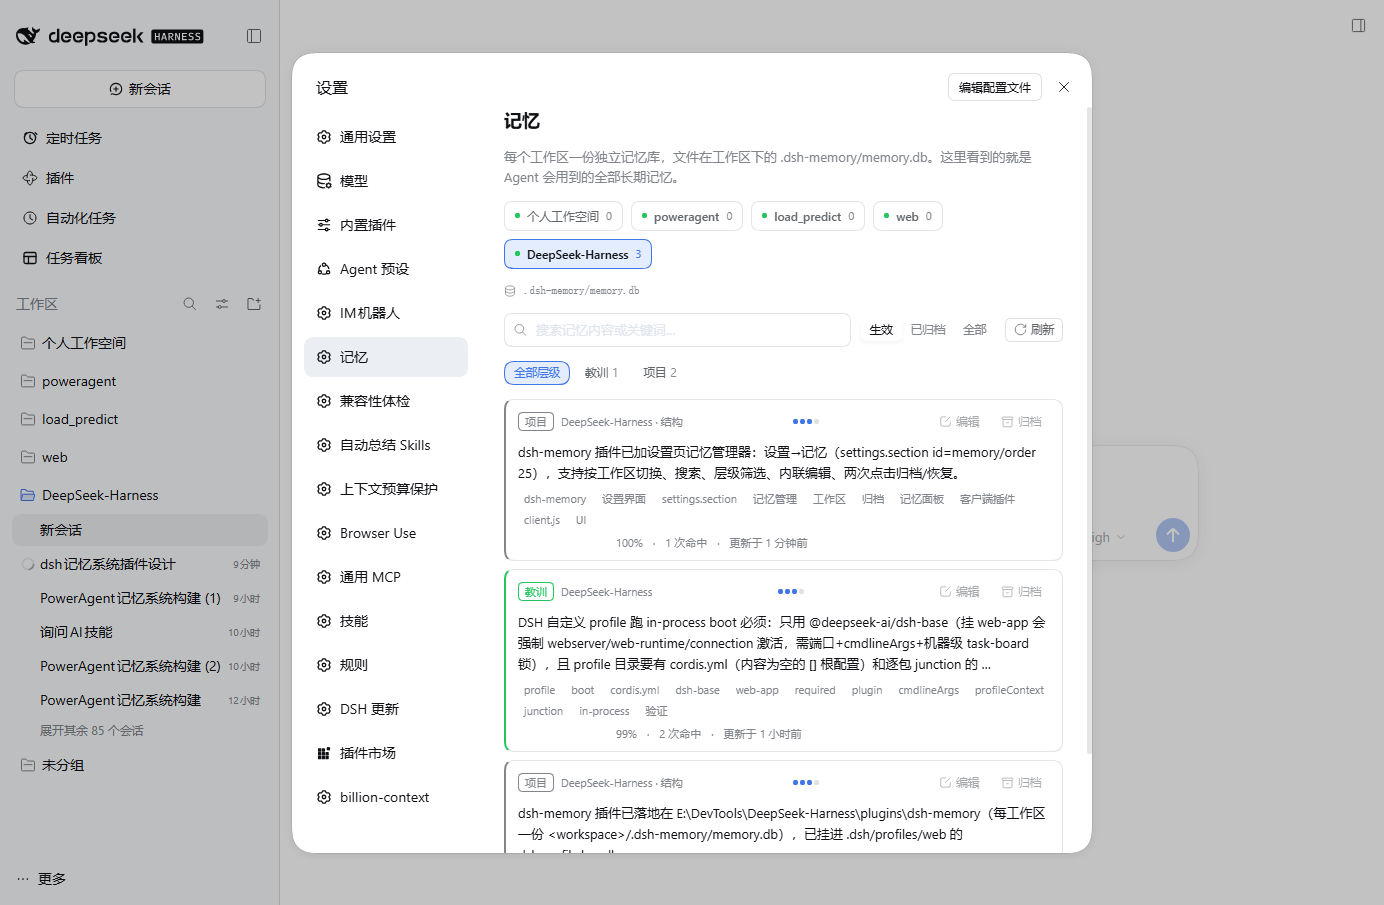 deepseek HARNESS
新会话
定时任务
插件
自动化任务
任务看板
工作区
个人工作空间
poweragent
load_predict
web
DeepSeek-Harness
新会话
dsh记忆系统插件设计 9分钟
PowerAgent记忆系统构建 (1) 9小时
询问AI技能 10小时
PowerAgent记忆系统构建 (2) 10小时
PowerAgent记忆系统构建 12小时
展开其余 85 个会话
未分组
··· 更多
设置
通用设置
模型
内置插件
Agent 预设
IM机器人
记忆
兼容性体检
自动总结 Skills
上下文预算保护
Browser Use
通用 MCP
技能
规则
DSH 更新
插件市场
billion-context
编辑配置文件
记忆
每个工作区一份独立记忆库，文件在工作区下的 .dsh-memory/memory.db。这里看到的就是
Agent 会用到的全部长期记忆。
个人工作空间 0 poweragent 0 load_predict 0 web 0
DeepSeek-Harness 3
.dsh-memory/memory.db
搜索记忆内容或关键词... 生效 已归档 全部 刷新
全部层级 教训 1 项目 2
项目 DeepSeek-Harness · 结构 编辑 归档
dsh-memory 插件已加设置页记忆管理器：设置→记忆（settings.section id=memory/order
25），支持按工作区切换、搜索、层级筛选、内联编辑、两次点击归档/恢复。
dsh-memory 设置界面 settings.section 记忆管理 工作区 归档 记忆面板 客户端插件
client.js UI
100% · 1 次命中 · 更新于 1 分钟前
教训 DeepSeek-Harness 编辑 归档
DSH 自定义 profile 跑 in-process boot 必须：只用 @deepseek-ai/dsh-base（挂 web-app 会
强制 webserver/web-runtime/connection 激活，需端口+cmdlineArgs+机器级 task-board
锁），且 profile 目录要有 cordis.yml（内容为空的 [] 根配置）和逐包 junction 的 ...
profile boot cordis.yml dsh-base web-app required plugin cmdlineArgs profileContext
junction in-process 验证
99% · 2 次命中 · 更新于 1 小时前
项目 DeepSeek-Harness · 结构 编辑 归档
dsh-memory 插件已落地在 E:\DevTools\DeepSeek-Harness\plugins\dsh-memory（每工作区
一份 <workspace>/.dsh-memory/memory.db），已挂进 .dsh/profiles/web 的
igh